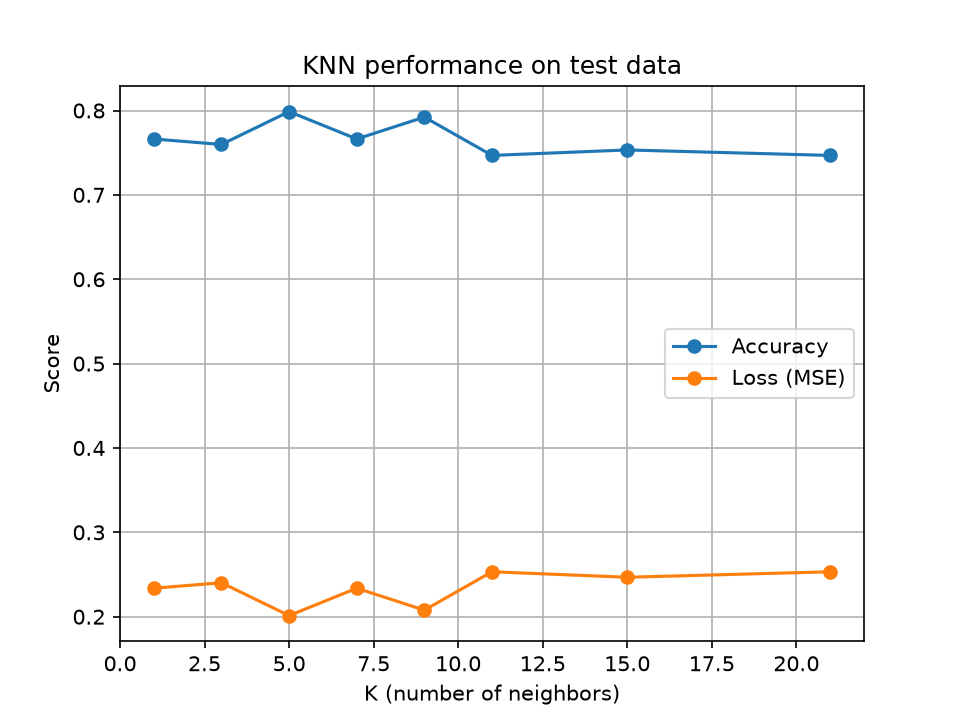 KNN performance on test data
0.8
0.7
0.6
0.5
0.4
0.3
0.2
Score
Accuracy
Loss (MSE)
0.0 2.5 5.0 7.5 10.0 12.5 15.0 17.5 20.0
K (number of neighbors)